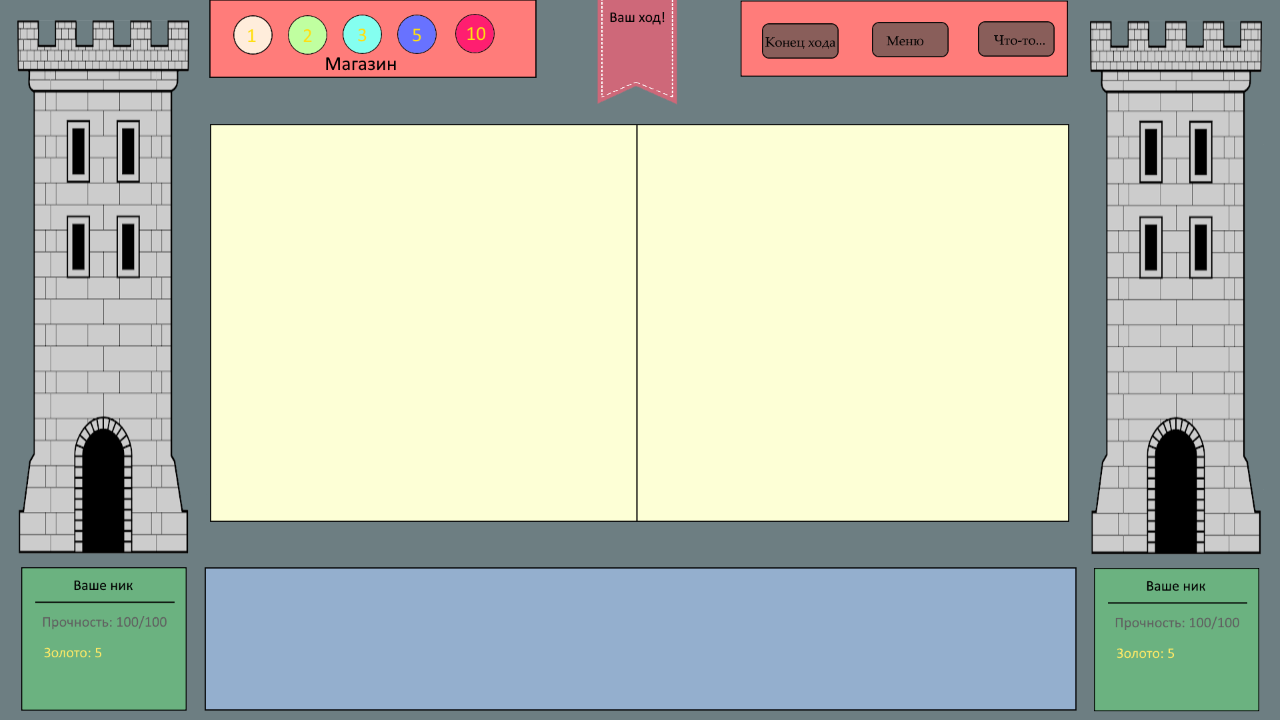 1 2 3 5 10
Магазин
Ваш ход!
Конец хода Меню Что-то...
Ваше ник
Прочность: 100/100
Золото: 5
Ваше ник
Прочность: 100/100
Золото: 5